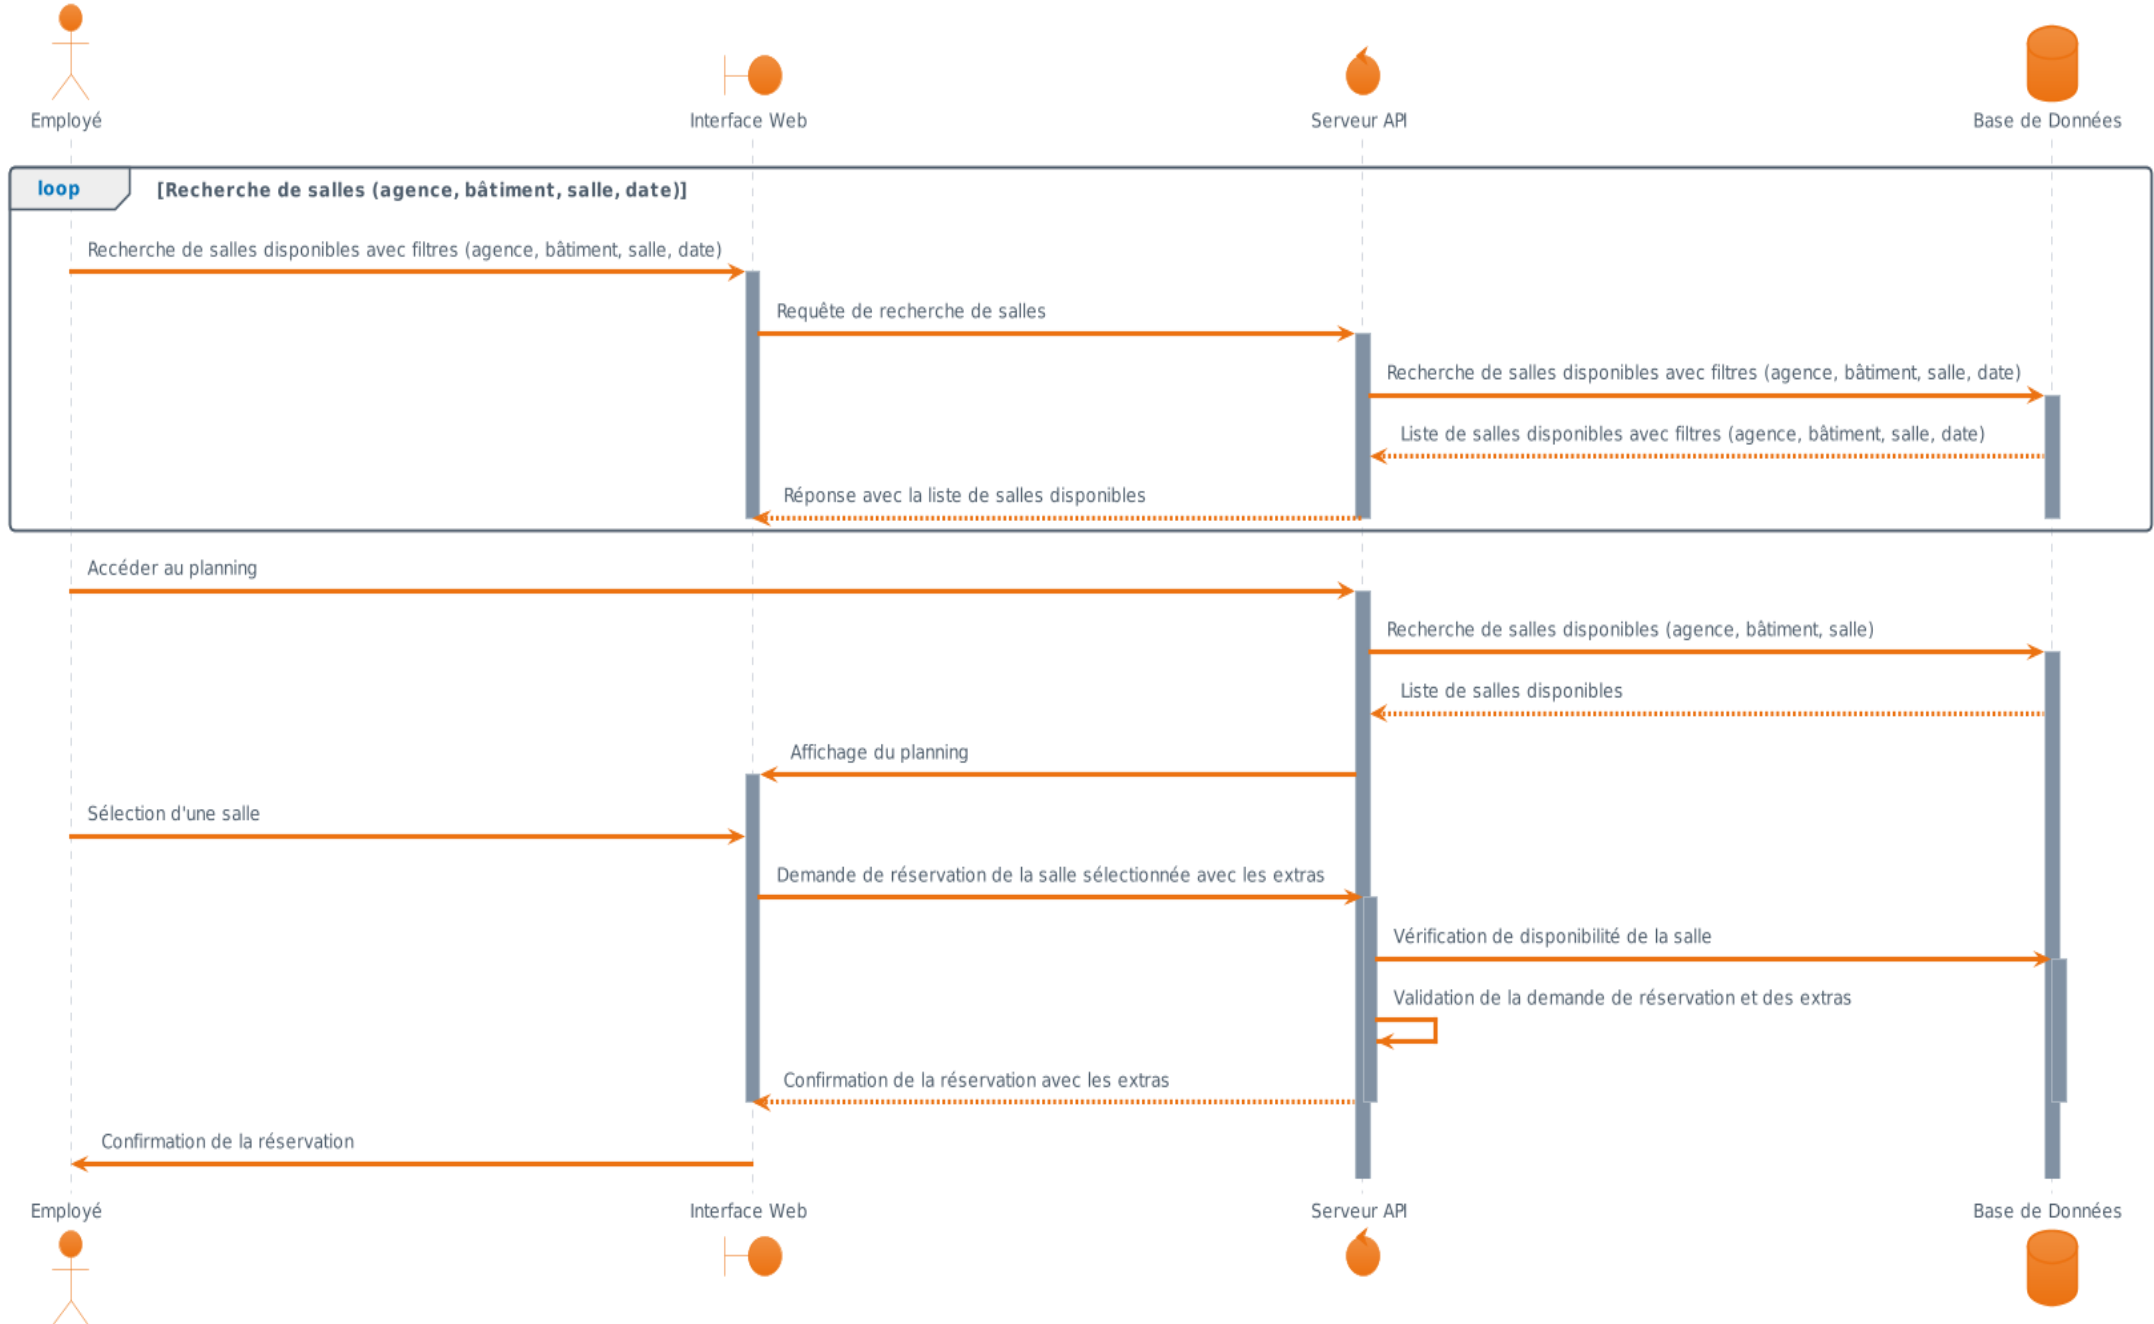 Employé
Interface Web
Serveur API
Base de Données
loop
[Recherche de salles (agence, bâtiment, salle, date)]
Recherche de salles disponibles avec filtres (agence, bâtiment, salle, date)
Requête de recherche de salles
Recherche de salles disponibles avec filtres (agence, bâtiment, salle, date)
Liste de salles disponibles avec filtres (agence, bâtiment, salle, date)
Réponse avec la liste de salles disponibles
Accéder au planning
Recherche de salles disponibles (agence, bâtiment, salle)
Liste de salles disponibles
Affichage du planning
Sélection d'une salle
Demande de réservation de la salle sélectionnée avec les extras
Vérification de disponibilité de la salle
Validation de la demande de réservation et des extras
Confirmation de la réservation avec les extras
Confirmation de la réservation
Employé
Interface Web
Serveur API
Base de Données